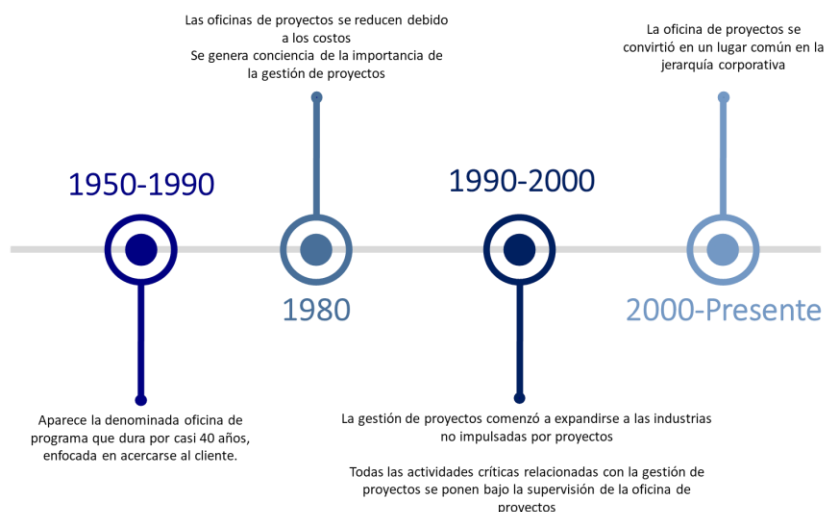 Las oficinas de proyectos se reducen debido
a los costos
Se genera conciencia de la importancia de
la gestión de proyectos
La oficina de proyectos se
convirtió en un lugar común en la
jerarquía corporativa
1950-1990
1990-2000
1980
2000-Presente
Aparece la denominada oficina de
programa que dura por casi 40 años,
enfocada en acercarse al cliente.
La gestión de proyectos comenzó a expandirse a las industrias
no impulsadas por proyectos
Todas las actividades críticas relacionadas con la gestión de
proyectos se ponen bajo la supervisión de la oficina de
proyectos